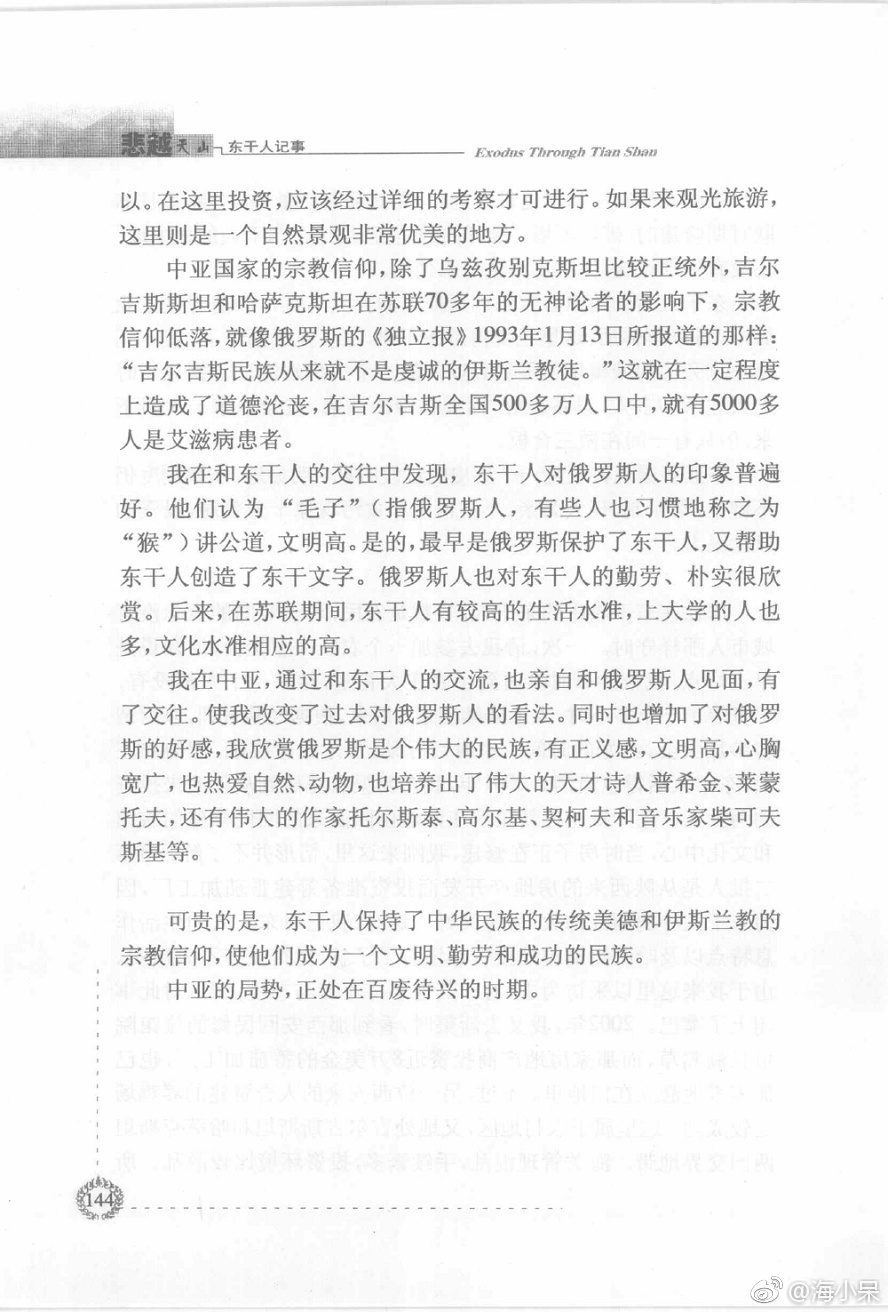 悲越天山 东干人记事
Exodus Through Tian Shan
以。在这里投资，应该经过详细的考察才可进行。如果来观光旅游，
这里则是一个自然景观非常优美的地方。
中亚国家的宗教信仰，除了乌兹孜别克斯坦比较正统外，吉尔
吉斯斯坦和哈萨克斯坦在苏联70多年的无神论者的影响下，宗教
信仰低落，就像俄罗斯的《独立报》1993年1月13日所报道的那样：
“吉尔吉斯民族从来就不是虔诚的伊斯兰教徒。”这就在一定程度
上造成了道德沦丧，在吉尔吉斯全国500多万人口中，就有5000多
人是艾滋病患者。
我在和东干人的交往中发现，东干人对俄罗斯人的印象普遍
好。他们认为“毛子”（指俄罗斯人，有些人也习惯地称之为
“猴”）讲公道，文明高。是的，最早是俄罗斯保护了东干人，又帮助
东干人创造了东干文字。俄罗斯人也对东干人的勤劳、朴实很欣
赏。后来，在苏联期间，东干人有较高的生活水准，上大学的人也
多，文化水准相应的高。
我在中亚，通过和东干人的交流，也亲自和俄罗斯人见面，有
了交往。使我改变了过去对俄罗斯人的看法。同时也增加了对俄罗
斯的好感，我欣赏俄罗斯是个伟大的民族，有正义感，文明高，心胸
宽广，也热爱自然、动物，也培养出了伟大的天才诗人普希金、莱蒙
托夫，还有伟大的作家托尔斯泰、高尔基、契柯夫和音乐家柴可夫
斯基等。
可贵的是，东干人保持了中华民族的传统美德和伊斯兰教的
宗教信仰，使他们成为一个文明、勤劳和成功的民族。
中亚的局势，正处在百废待兴的时期。
144
@海小呆